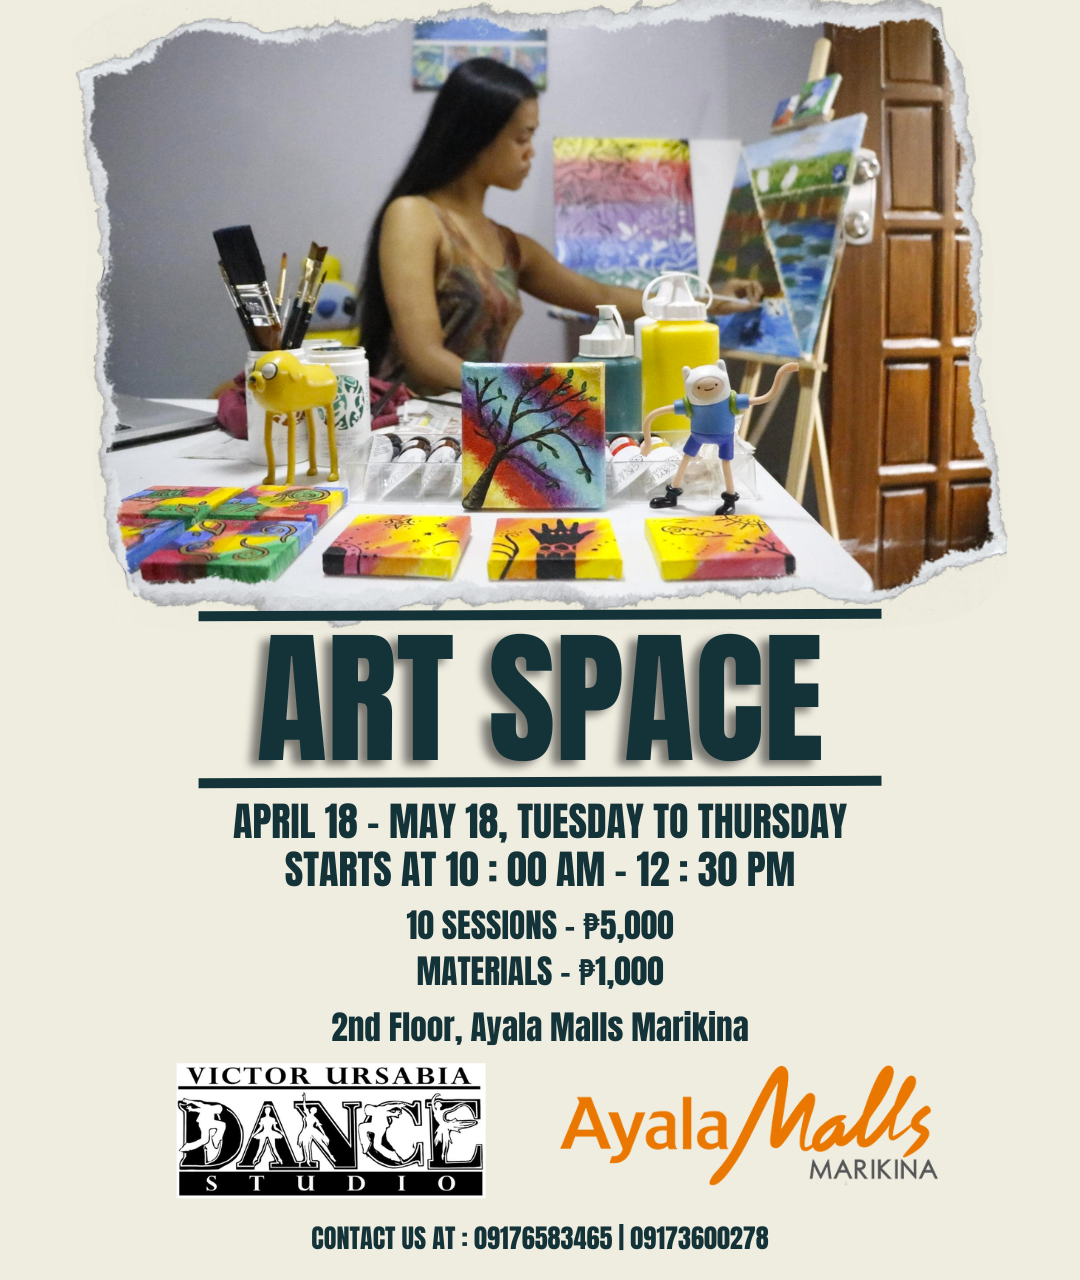 ART SPACE
APRIL 18 - MAY 18, TUESDAY TO THURSDAY
STARTS AT 10 : 00 AM - 12 : 30 PM
10 SESSIONS - ₱5,000
MATERIALS - ₱1,000
2nd Floor, Ayala Malls Marikina
VICTOR URSABIA
DANCE
STUDIO
Ayala Malls
MARIKINA
CONTACT US AT : 09176583465 | 09173600278